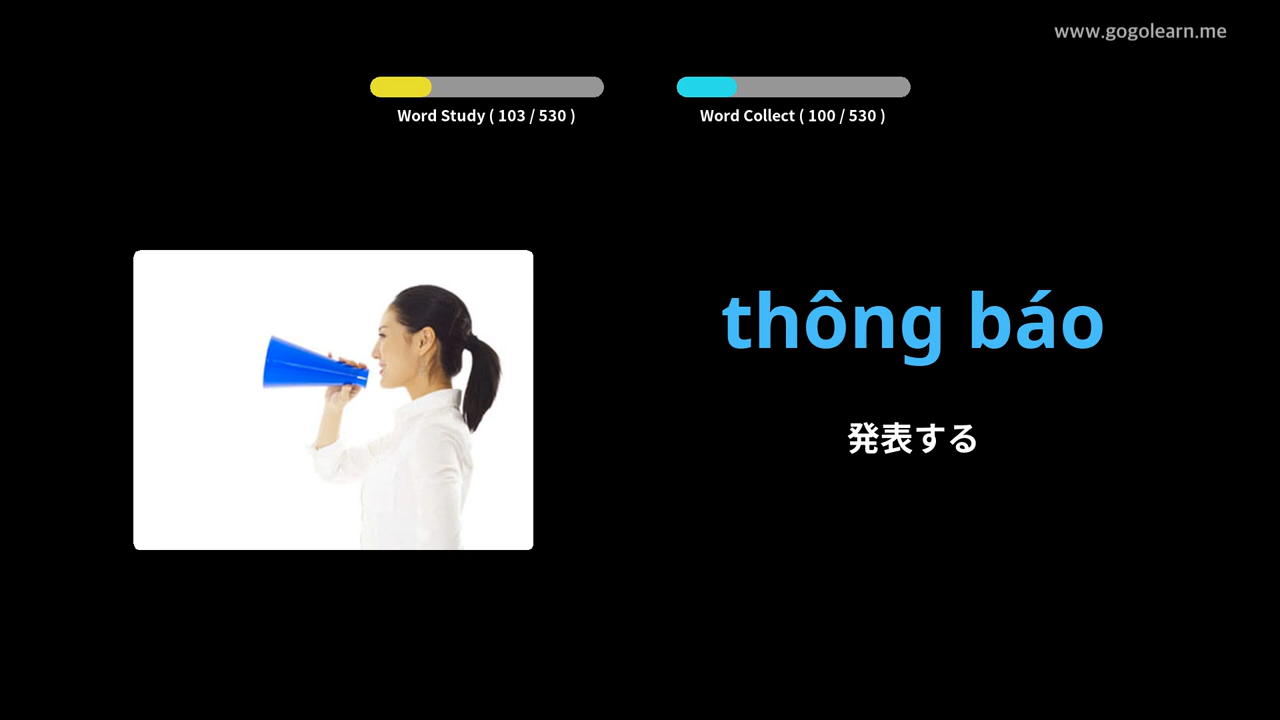 www.gogolearn.me
Word Study ( 103 / 530 )
Word Collect ( 100 / 530 )
thông báo
発表する